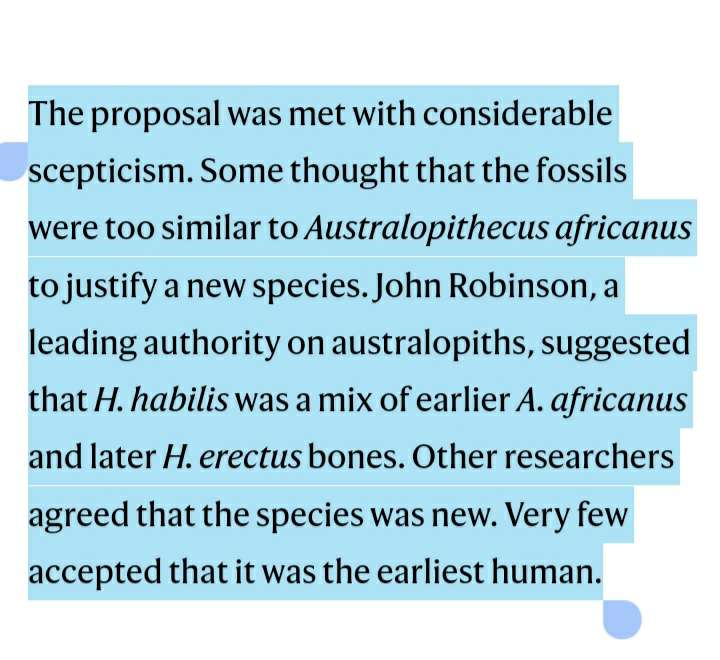 The proposal was met with considerable
scepticism. Some thought that the fossils
were too similar to Australopithecus africanus
to justify a new species. John Robinson, a
leading authority on australopiths, suggested
that H. habilis was a mix of earlier A. africanus
and later H. erectus bones. Other researchers
agreed that the species was new. Very few
accepted that it was the earliest human.